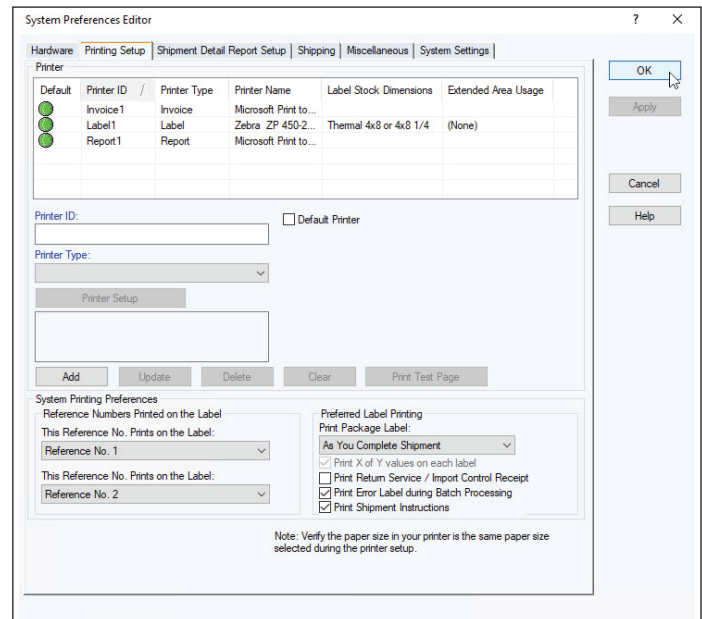 System Preferences Editor ? X
Hardware Printing Setup Shipment Detail Report Setup Shipping Miscellaneous System Settings
Printer
Default Printer ID / Printer Type Printer Name Label Stock Dimensions Extended Area Usage
Invoice1 Invoice Microsoft Print to...
Label1 Label Zebra ZP 450-2... Thermal 4x8 or 4x8 1/4 (None)
Report1 Report Microsoft Print to...
OK
Apply
Cancel
Help
Printer ID:
Default Printer
Printer Type:
Printer Setup
Add Update Delete Clear Print Test Page
System Printing Preferences
Reference Numbers Printed on the Label
This Reference No. Prints on the Label:
Reference No. 1
This Reference No. Prints on the Label:
Reference No. 2
Preferred Label Printing
Print Package Label:
As You Complete Shipment
Print X of Y values on each label
Print Return Service / Import Control Receipt
Print Error Label during Batch Processing
Print Shipment Instructions
Note: Verify the paper size in your printer is the same paper size
selected during the printer setup.